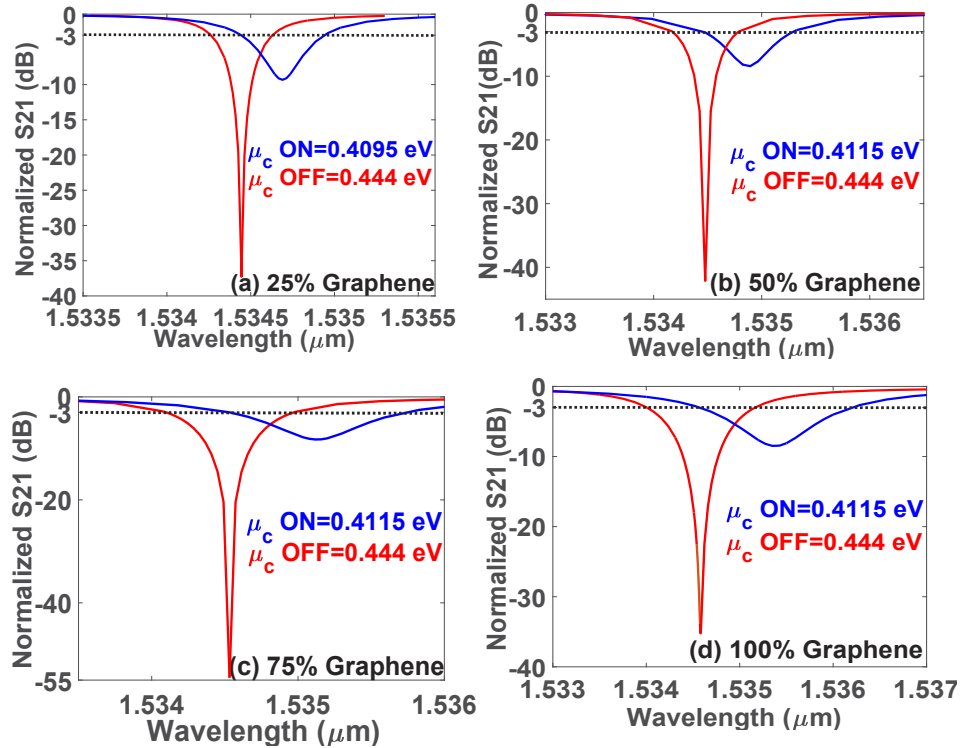 Normalized S21 (dB)
0
-3
-10
-15
-20
-25
-30
-35
-40
μc ON=0.4095 eV
μc OFF=0.444 eV
(a) 25% Graphene
1.5335 1.534 1.5345 1.535 1.5355
Wavelength (μm)
Normalized S21(dB)
0
-3
-10
-20
-30
-40
μc ON=0.4115 eV
μc OFF=0.444 eV
(b) 50% Graphene
1.533 1.534 1.535 1.536
Wavelength (μm)
Normalized S21 (dB)
0
-3
-20
-40
-55
μc ON=0.4115 eV
μc OFF=0.444 eV
(c) 75% Graphene
1.534 1.535 1.536
Wavelength (μm)
Normalized S21 (dB)
0
-3
-10
-20
-30
-40
μc ON=0.4115 eV
μc OFF=0.444 eV
(d) 100% Graphene
1.533 1.534 1.535 1.536 1.537
Wavelength (μm)